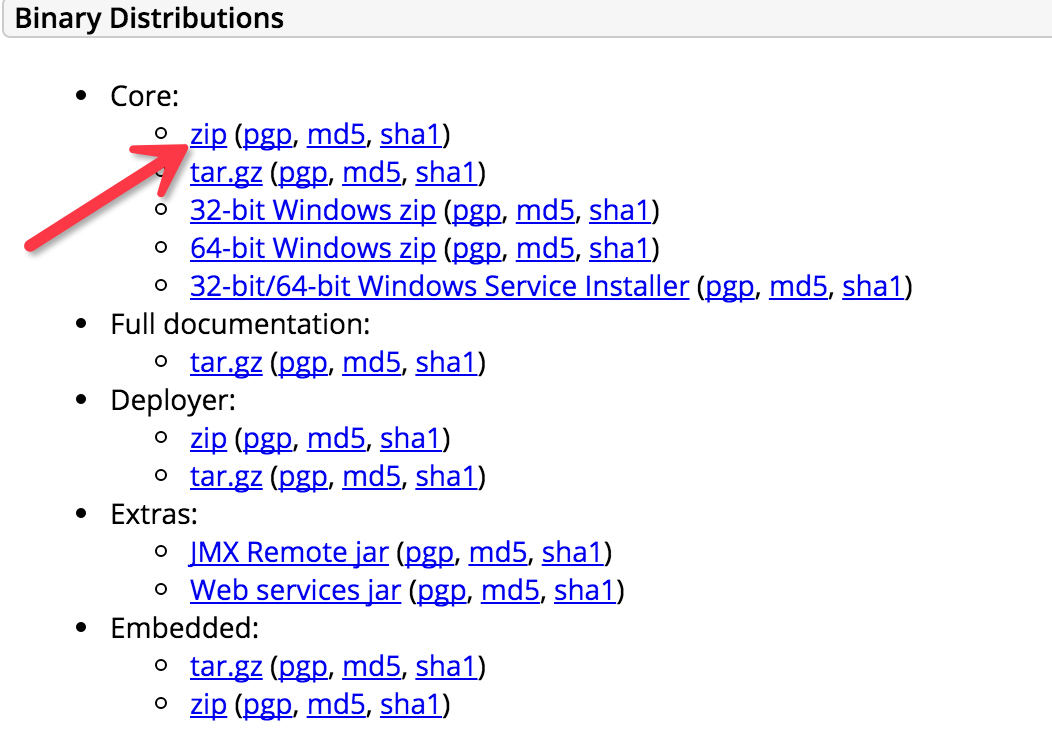 Binary Distributions
Core:
zip (pgp, md5, sha1)
tar.gz (pgp, md5, sha1)
32-bit Windows zip (pgp, md5, sha1)
64-bit Windows zip (pgp, md5, sha1)
32-bit/64-bit Windows Service Installer (pgp, md5, sha1)
Full documentation:
tar.gz (pgp, md5, sha1)
Deployer:
zip (pgp, md5, sha1)
tar.gz (pgp, md5, sha1)
Extras:
JMX Remote jar (pgp, md5, sha1)
Web services jar (pgp, md5, sha1)
Embedded:
tar.gz (pgp, md5, sha1)
zip (pgp, md5, sha1)